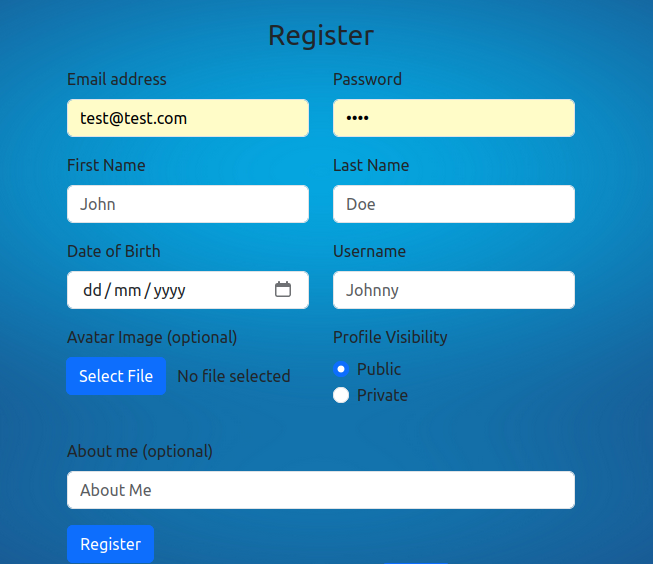 Register
Email address Password
test@test.com ••••
First Name Last Name
John Doe
Date of Birth Username
dd / mm / yyyy Johnny
Avatar Image (optional) Profile Visibility
Select File No file selected Public
Private
About me (optional)
About Me
Register